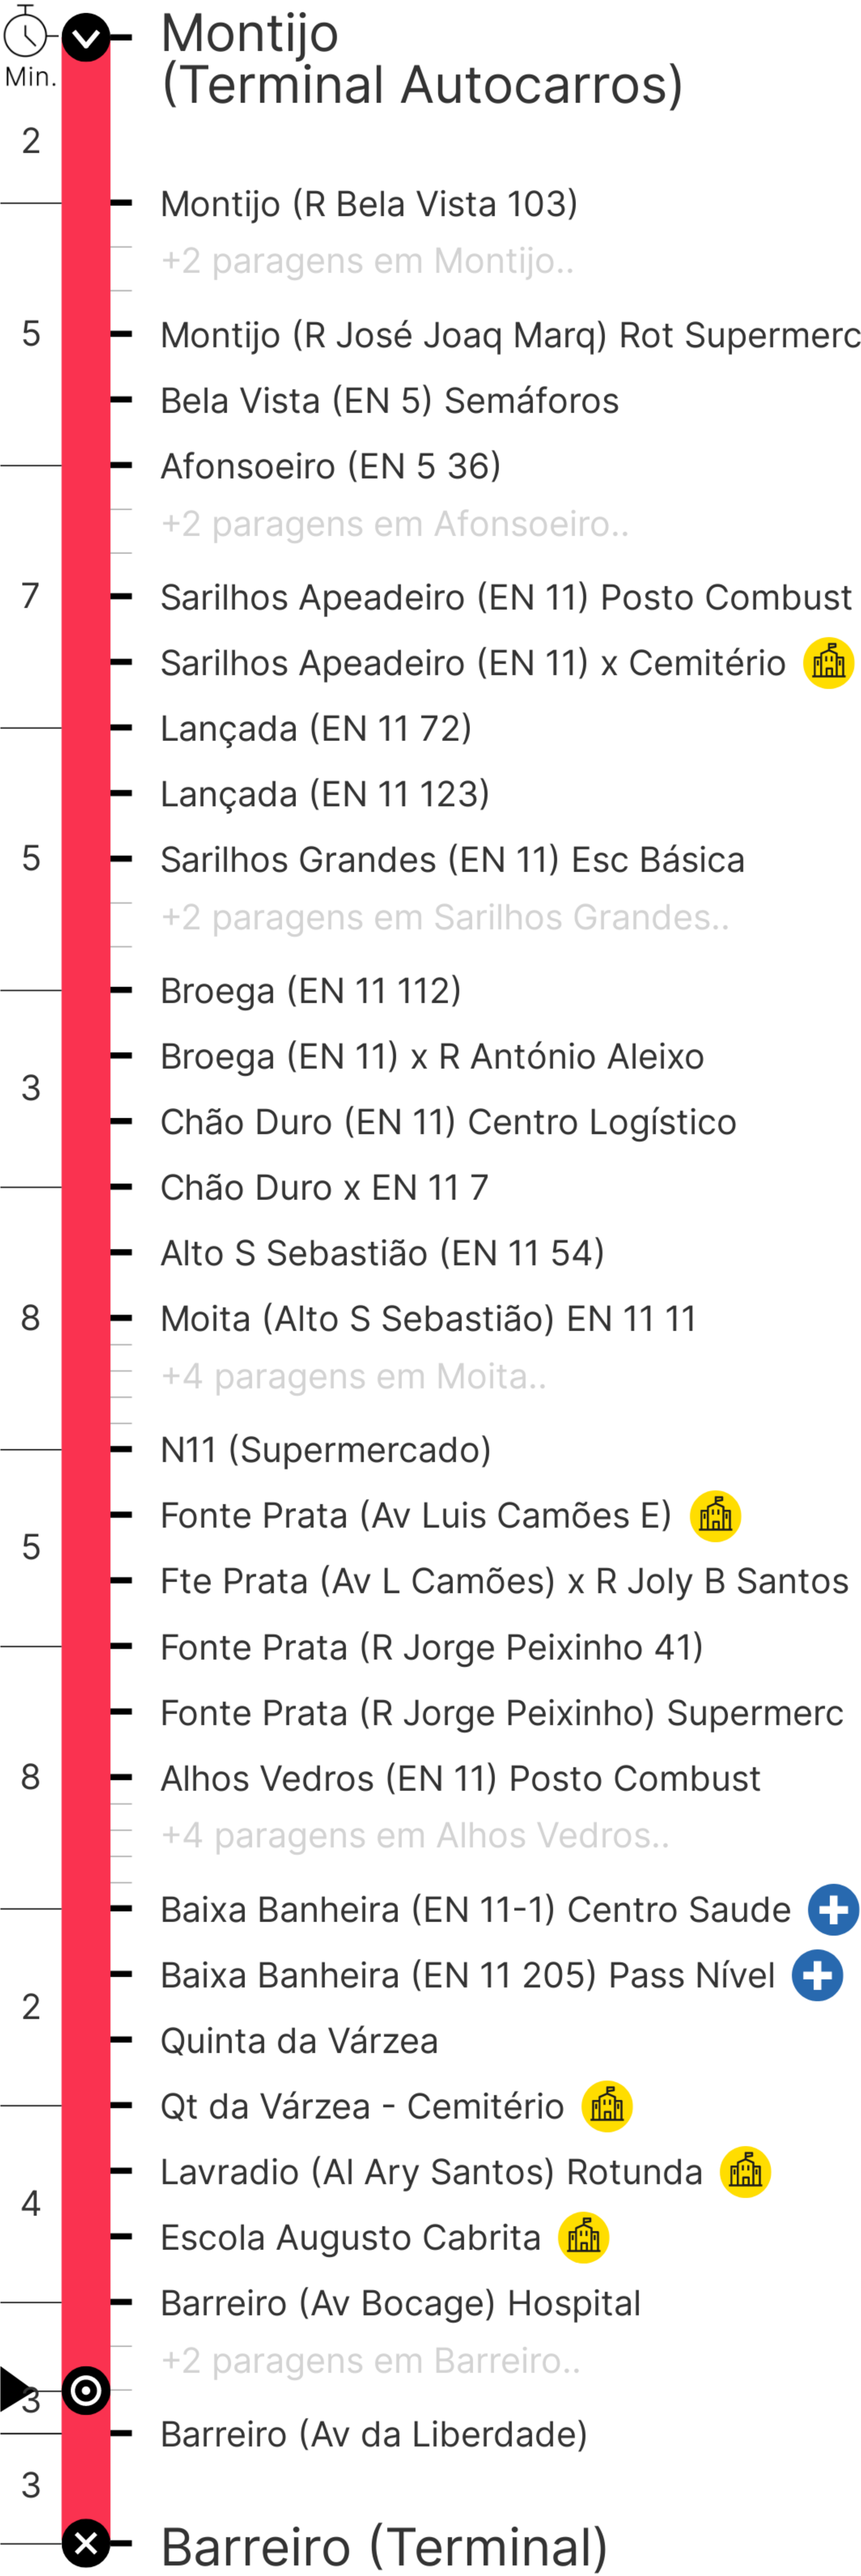 Montijo
(Terminal Autocarros)
Min.
2
Montijo (R Bela Vista 103)
+2 paragens em Montijo..
5
Montijo (R José Joaq Marq) Rot Supermerc
Bela Vista (EN 5) Semáforos
Afonsoeiro (EN 5 36)
+2 paragens em Afonsoeiro..
7
Sarilhos Apeadeiro (EN 11) Posto Combust
Sarilhos Apeadeiro (EN 11) x Cemitério
Lançada (EN 11 72)
Lançada (EN 11 123)
5
Sarilhos Grandes (EN 11) Esc Básica
+2 paragens em Sarilhos Grandes..
Broega (EN 11 112)
Broega (EN 11) x R António Aleixo
3
Chão Duro (EN 11) Centro Logístico
Chão Duro x EN 11 7
Alto S Sebastião (EN 11 54)
8
Moita (Alto S Sebastião) EN 11 11
+4 paragens em Moita..
N11 (Supermercado)
Fonte Prata (Av Luis Camões E)
5
Fte Prata (Av L Camões) x R Joly B Santos
Fonte Prata (R Jorge Peixinho 41)
Fonte Prata (R Jorge Peixinho) Supermerc
8
Alhos Vedros (EN 11) Posto Combust
+4 paragens em Alhos Vedros..
Baixa Banheira (EN 11-1) Centro Saude
Baixa Banheira (EN 11 205) Pass Nível
2
Quinta da Várzea
Qt da Várzea - Cemitério
Lavradio (Al Ary Santos) Rotunda
4
Escola Augusto Cabrita
Barreiro (Av Bocage) Hospital
+2 paragens em Barreiro..
3
Barreiro (Av da Liberdade)
3
Barreiro (Terminal)